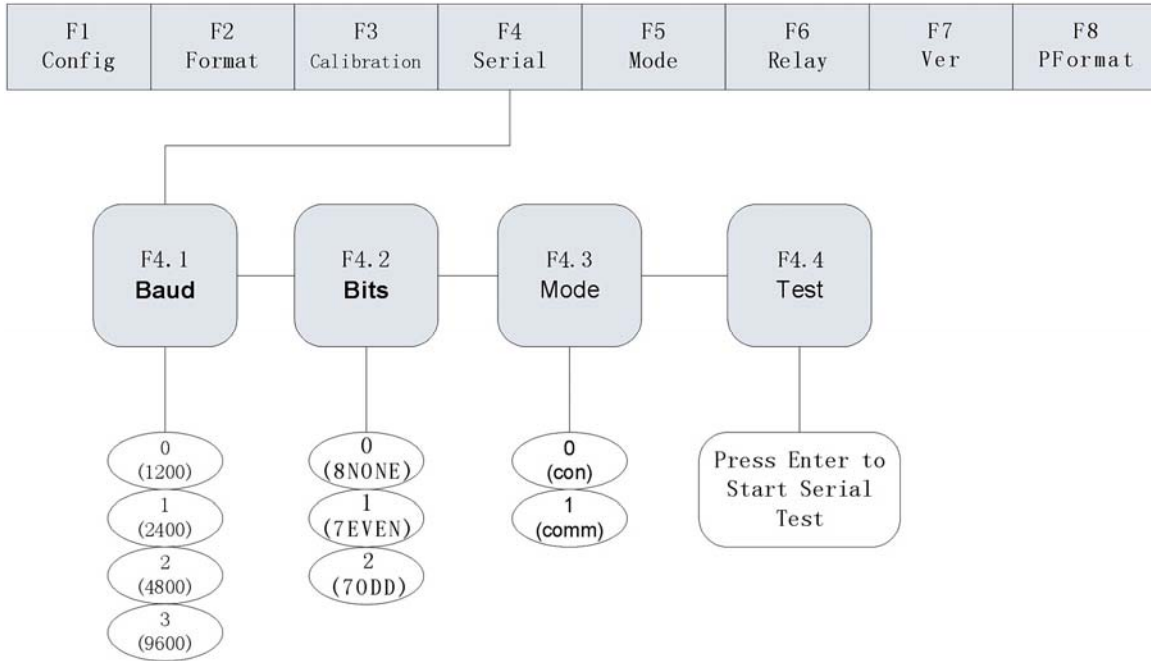 F1
Config
F2
Format
F3
Calibration
F4
Serial
F5
Mode
F6
Relay
F7
Ver
F8
PFormat
F4.1
Baud
F4.2
Bits
F4.3
Mode
F4.4
Test
0
(1200)
1
(2400)
2
(4800)
3
(9600)
0
(8NONE)
1
(7EVEN)
2
(7ODD)
0
(con)
1
(comm)
Press Enter to
Start Serial
Test